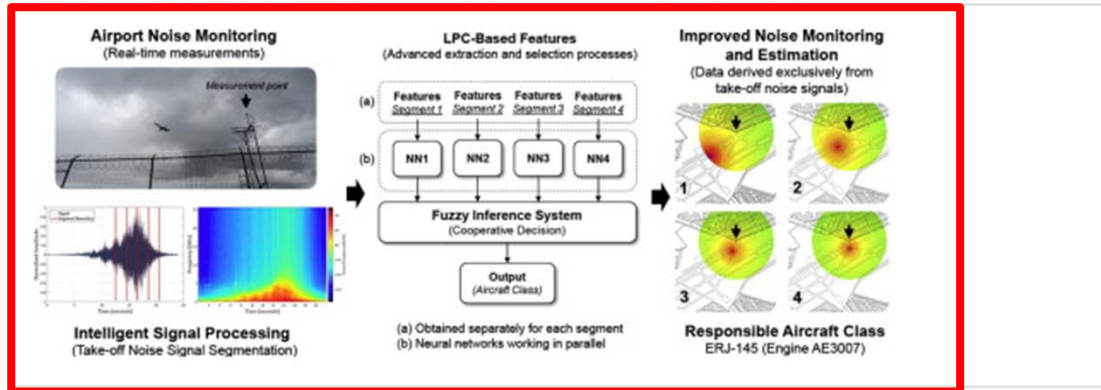 Airport Noise Monitoring
(Real-time measurements)
Measurement point
Intelligent Signal Processing
(Take-off Noise Signal Segmentation)
LPC-Based Features
(Advanced extraction and selection processes)
(a)
Features Features Features Features
Segment 1 Segment 2 Segment 3 Segment 4
(b)
NN1 NN2 NN3 NN4
Fuzzy Inference System
(Cooperative Decision)
Output
(Aircraft Class)
(a) Obtained separately for each segment
(b) Neural networks working in parallel
Improved Noise Monitoring
and Estimation
(Data derived exclusively from
take-off noise signals)
1 2
3 4
Responsible Aircraft Class
ERJ-145 (Engine AE3007)